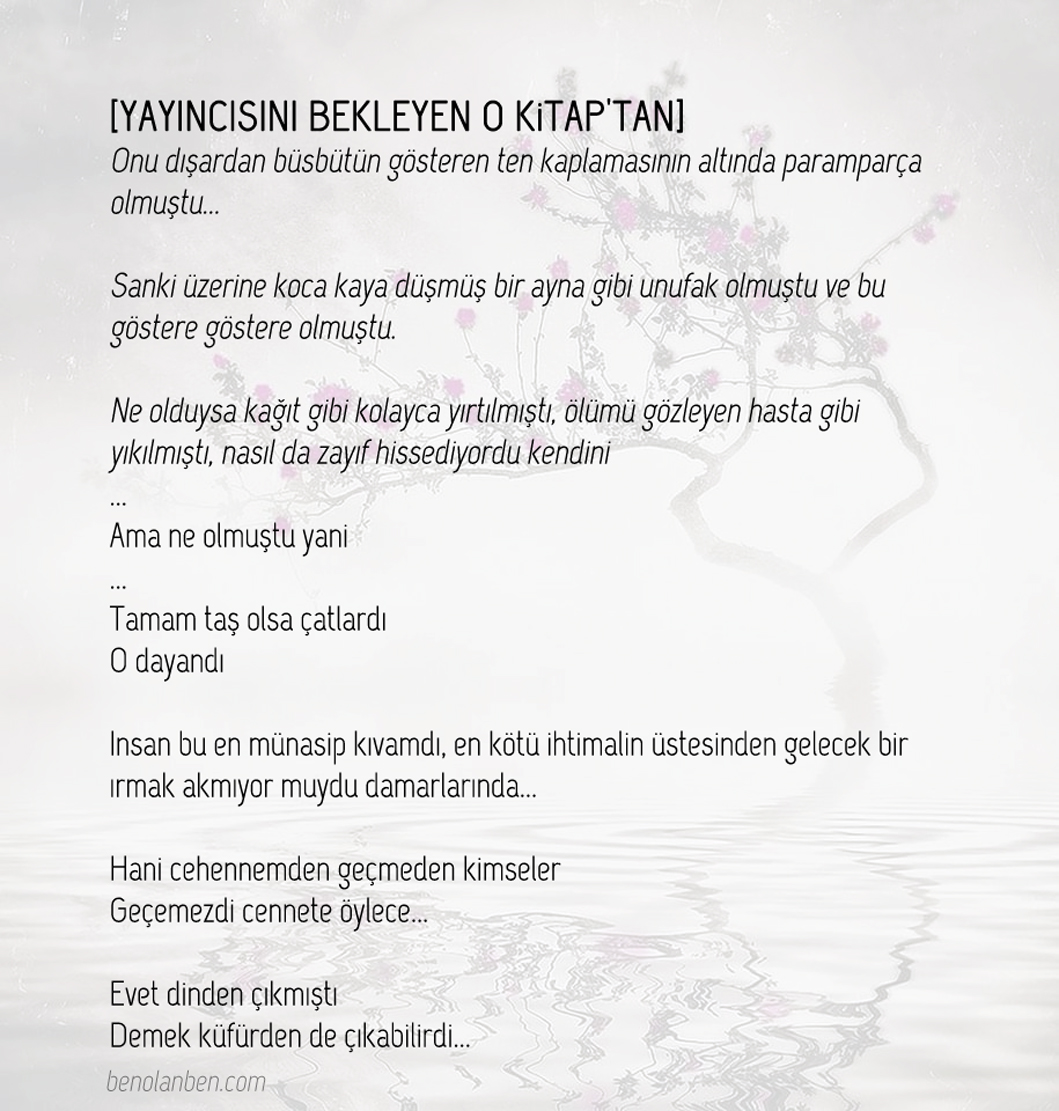 [YAYINCISINI BEKLEYEN O KiTAP'TAN]
Onu dışardan büsbütün gösteren ten kaplamasının altında paramparça
olmuştu...
Sanki üzerine koca kaya düşmüş bir ayna gibi unufak olmuştu ve bu
göstere göstere olmuştu.
Ne olduysa kağıt gibi kolayca yırtılmıştı, ölümü gözleyen hasta gibi
yıkılmıştı, nasıl da zayıf hissediyordu kendini
...
Ama ne olmuştu yani
...
Tamam taş olsa çatlardı
O dayandı
Insan bu en münasip kıvamdı, en kötü ihtimalin üstesinden gelecek bir
ırmak akmıyor muydu damarlarında...
Hani cehennemden geçmeden kimseler
Geçemezdi cennete öylece...
Evet dinden çıkmıştı
Demek küfürden de çıkabilirdi...
benolanben.com